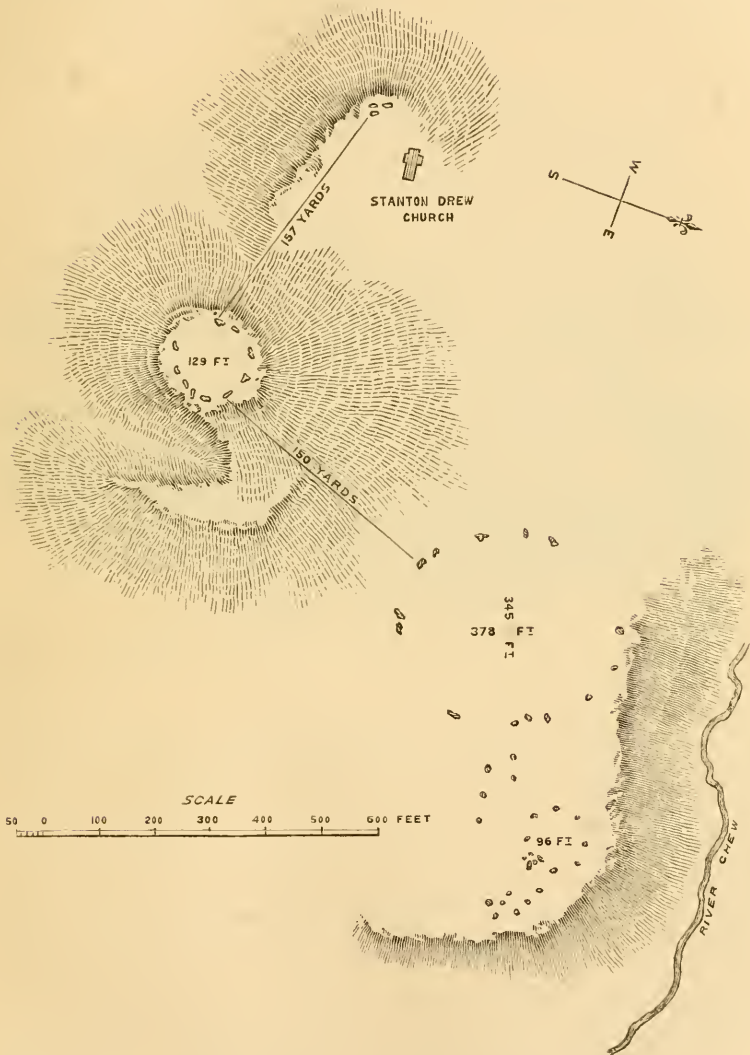 STANTON DREW
CHURCH
S
W
E
157 YARDS
129 FT
150 YARDS
345 FT
378 FT
SCALE
50 0 100 200 300 400 500 600 FEET
96 FT
RIVER CHEW